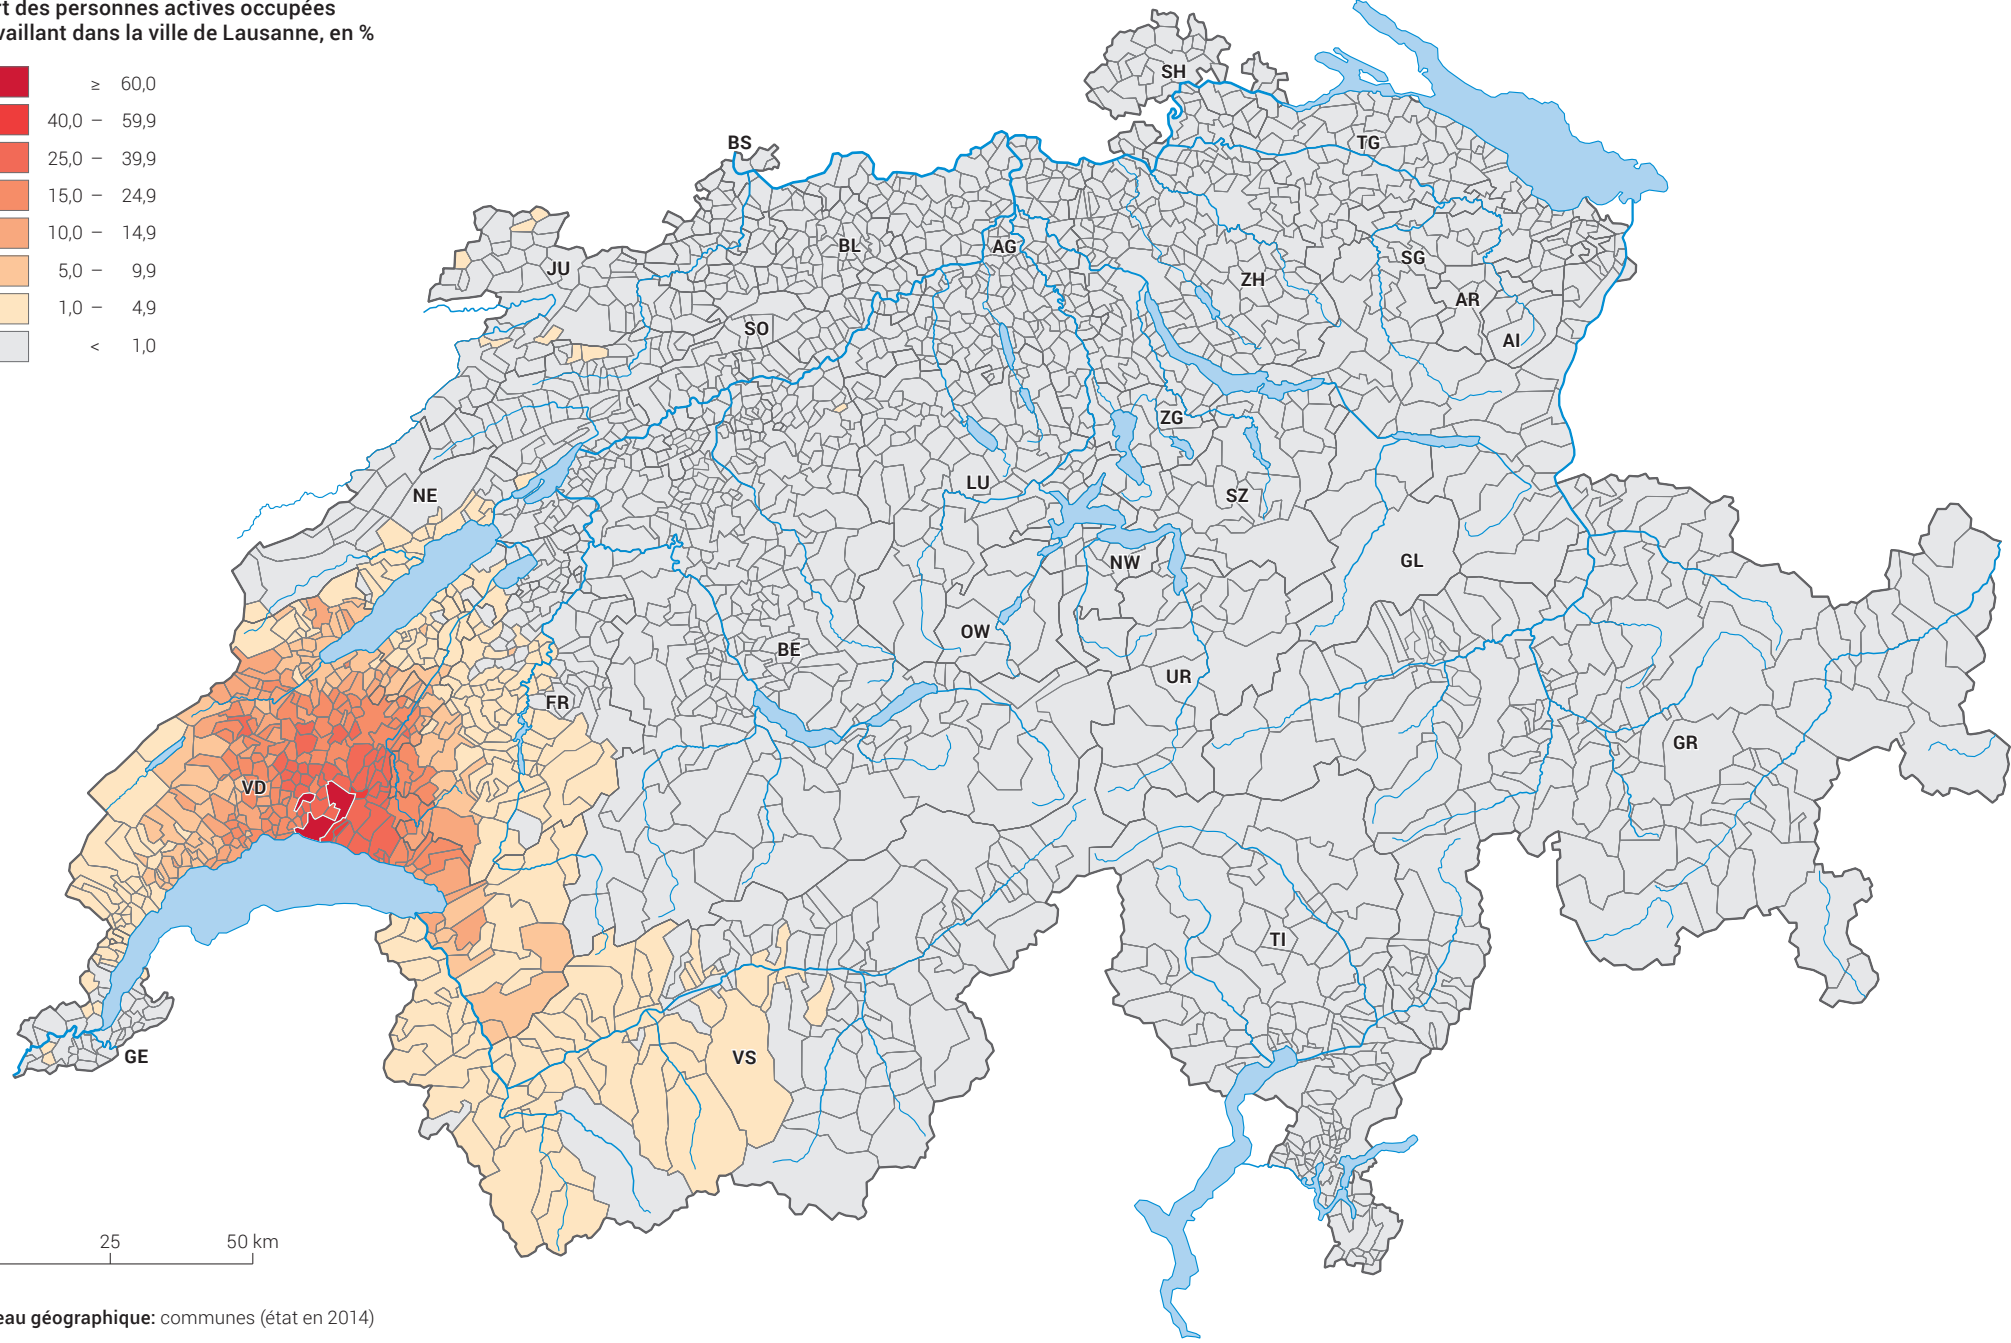 des personnes actives occupées
dans la ville de Lausanne, en %
≥ 60,0
40,0 – 59,9
25,0 – 39,9
15,0 – 24,9
10,0 – 14,9
5,0 – 9,9
1,0 – 4,9
< 1,0
SH
BS
TG
BL
AG
JU
ZH
SG
AR
SO
AI
ZG
NE
LU
SZ
NW
GL
OW
BE
UR
FR
GR
VD
TI
GE
VS
25 50 km
géographique: communes (état en 2014)